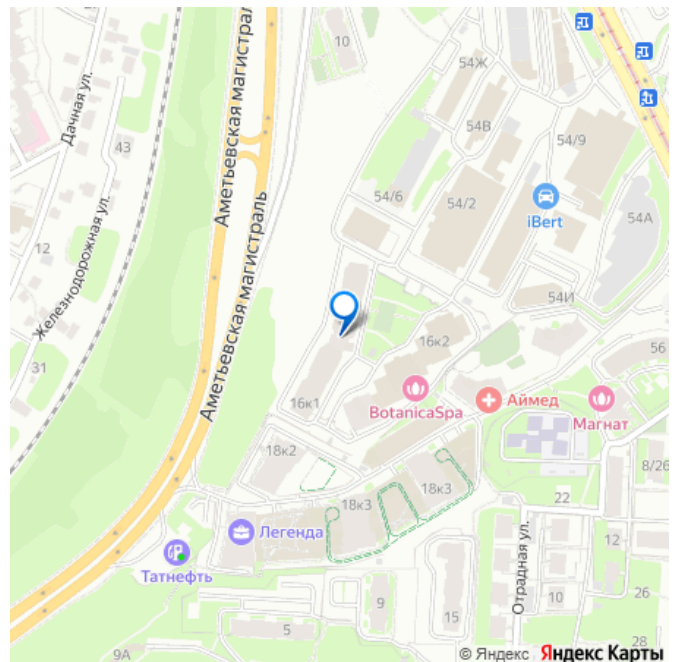 10
54Ж
Аметьевская магистраль
Дачная ул.
54В
43
54/9
54/6
54/2
iBert
54А
Железнодорожная ул.
12
Аметьевская магистраль
54И
16к2
56
31
16к1
BotanicaSpa
Аймед
Магнат
18к2
8/26
18к3
18к3
22
Легенда
Отрадная ул.
12
Татнефть
10
26
9
15
5
28
9А
© Яндекс Яндекс Карты